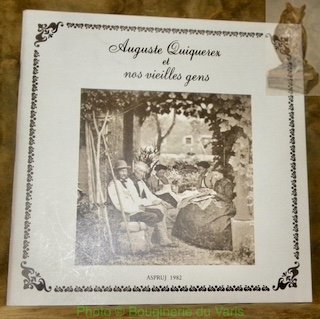 Auguste Quiquerez
et
nos vieilles gens
ASPRUJ 1982
Photo © Bouquinerie du Varis